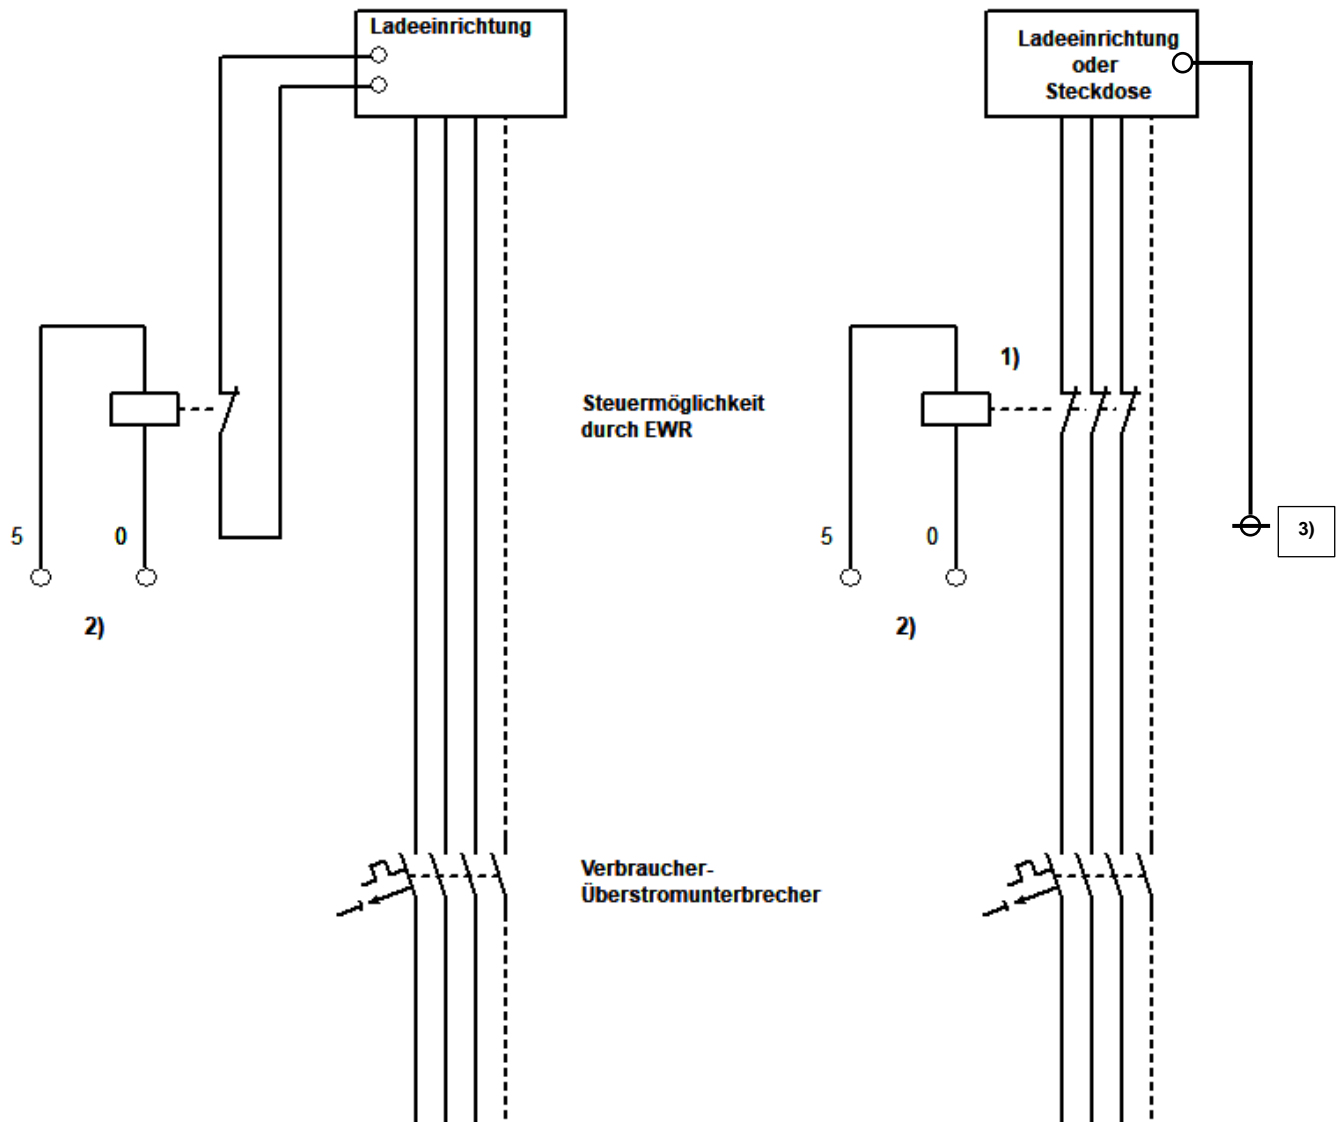 Ladeeinrichtung
Ladeeinrichtung
oder
Steckdose
1)
Steuermöglichkeit
durch EWR
5
0
5
0
3)
2)
2)
Verbraucher-
Überstromunterbrecher